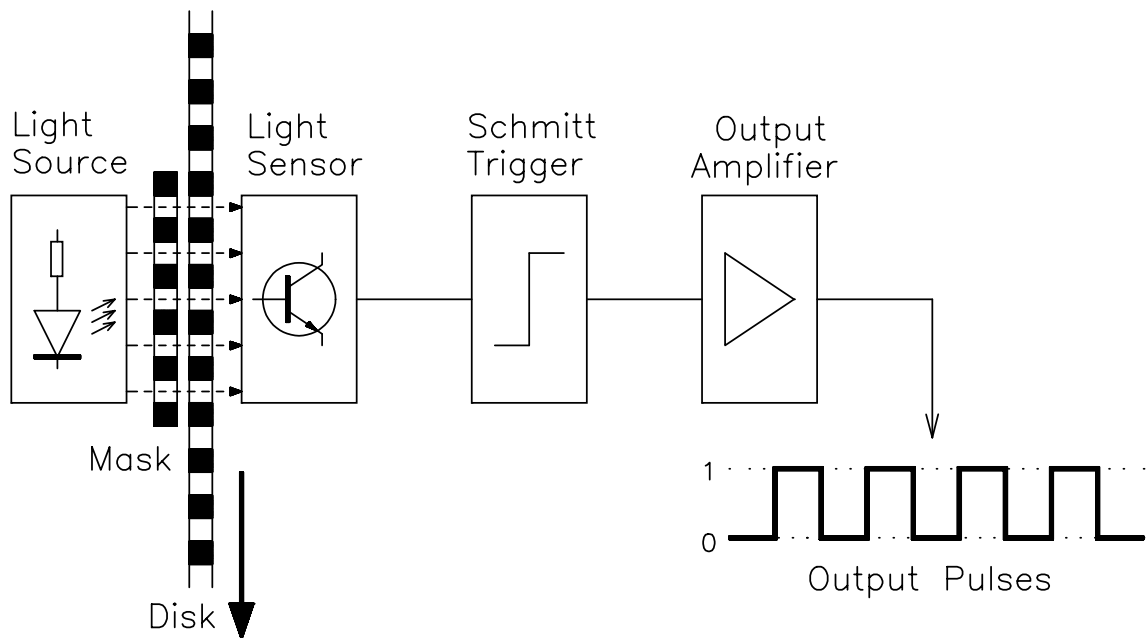 Light
Source
Light
Sensor
Schmitt
Trigger
Output
Amplifier
Mask
Disk
1
0
Output Pulses